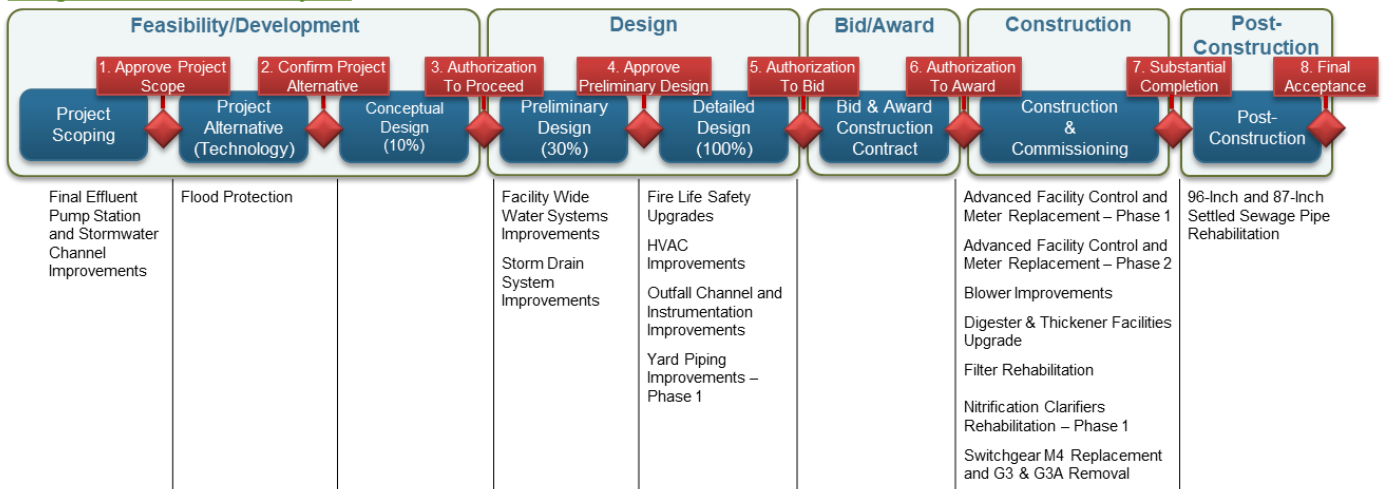 Feasibility/Development
Design
Bid/Award
Construction
Post-
Construction
1. Approve Project
Scope
2. Confirm Project
Alternative
3. Authorization
To Proceed
4. Approve
Preliminary Design
5. Authorization
To Bid
6. Authorization
To Award
7. Substantial
Completion
8. Final
Acceptance
Project
Scoping
Project
Alternative
(Technology)
Conceptual
Design
(10%)
Preliminary
Design
(30%)
Detailed
Design
(100%)
Bid & Award
Construction
Contract
Construction
&
Commissioning
Post-
Construction
Final Effluent
Pump Station
and Stormwater
Channel
Improvements
Flood Protection
Facility Wide
Water Systems
Improvements
Storm Drain
System
Improvements
Fire Life Safety
Upgrades
HVAC
Improvements
Outfall Channel and
Instrumentation
Improvements
Yard Piping
Improvements –
Phase 1
Advanced Facility Control and
Meter Replacement – Phase 1
Advanced Facility Control and
Meter Replacement – Phase 2
Blower Improvements
Digester & Thickener Facilities
Upgrade
Filter Rehabilitation
Nitrification Clarifiers
Rehabilitation – Phase 1
Switchgear M4 Replacement
and G3 & G3A Removal
96-Inch and 87-Inch
Settled Sewage Pipe
Rehabilitation